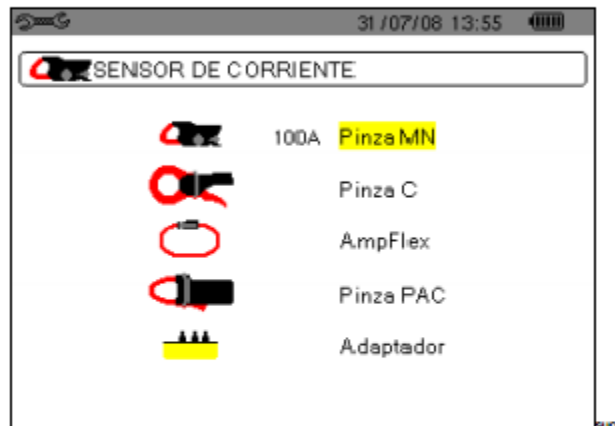 31/07/08 13:55
SENSOR DE CORRIENTE
100A Pinza MN
Pinza C
AmpFlex
Pinza PAC
Adaptador